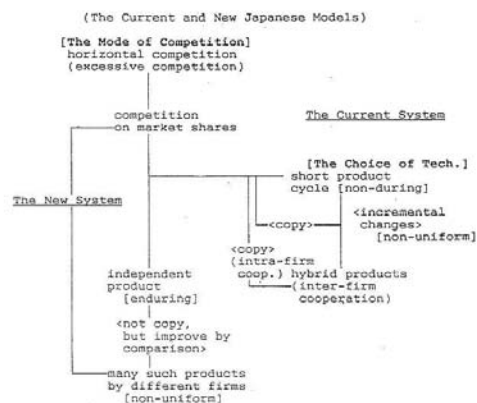 (The Current and New Japanese Models)
[The Mode of Competition]
horizontal competition
(excessive competition)
competition
on market shares
The Current System
[The Choice of Tech.]
short product
cycle [non-during]
The New System
<copy>
<incremental
changes>
[non-uniform]
<copy>
(intra-firm
coop.) hybrid products
(inter-firm
cooperation)
independent
product
[enduring]
<not copy,
but improve by
comparison>
many such products
by different firms
[non-uniform]